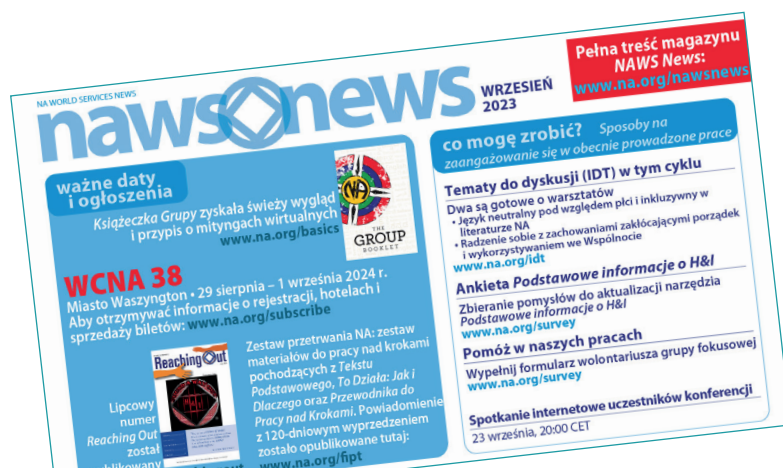 NA WORLD SERVICES NEWS
naws news
WRZESIEŃ
2023
Pełna treść magazynu
NAWS News:
www.na.org/nawsnews
ważne daty
i ogłoszenia
Książeczka Grupy zyskała świeży wygląd
i przypis o mityngach wirtualnych
www.na.org/basics
NA
THE
GROUP
BOOKLET
WCNA 38
Miasto Waszyngton • 29 sierpnia – 1 września 2024 r.
Aby otrzymywać informacje o rejestracji, hotelach i
sprzedaży biletów: www.na.org/subscribe
Lipcowy
numer
Reaching Out
został
Reaching Out
Zestaw przetrwania NA: zestaw
materiałów do pracy nad krokami
pochodzących z Tekstu
Podstawowego, To Działa: Jak i
Dlaczego oraz Przewodnika do
Pracy nad Krokami. Powiadomienie
z 120-dniowym wyprzedzeniem
zostało opublikowane tutaj:
www.na.org/fipt
co mogę zrobić? Sposoby na
zaangażowanie się w obecnie prowadzone prace
Tematy do dyskusji (IDT) w tym cyklu
Dwa są gotowe o warsztatów
• Język neutralny pod względem płci i inkluzywny w
literaturze NA
• Radzenie sobie z zachowaniami zakłócającymi porządek
i wykorzystywaniem we Wspólnocie
www.na.org/idt
Ankieta Podstawowe informacje o H&I
Zbieranie pomysłów do aktualizacji narzędzia
Podstawowe informacje o H&I
www.na.org/survey
Pomóż w naszych pracach
Wypełnij formularz wolontariusza grupy fokusowej
www.na.org/survey
Spotkanie internetowe uczestników konferencji
23 września, 20:00 CET